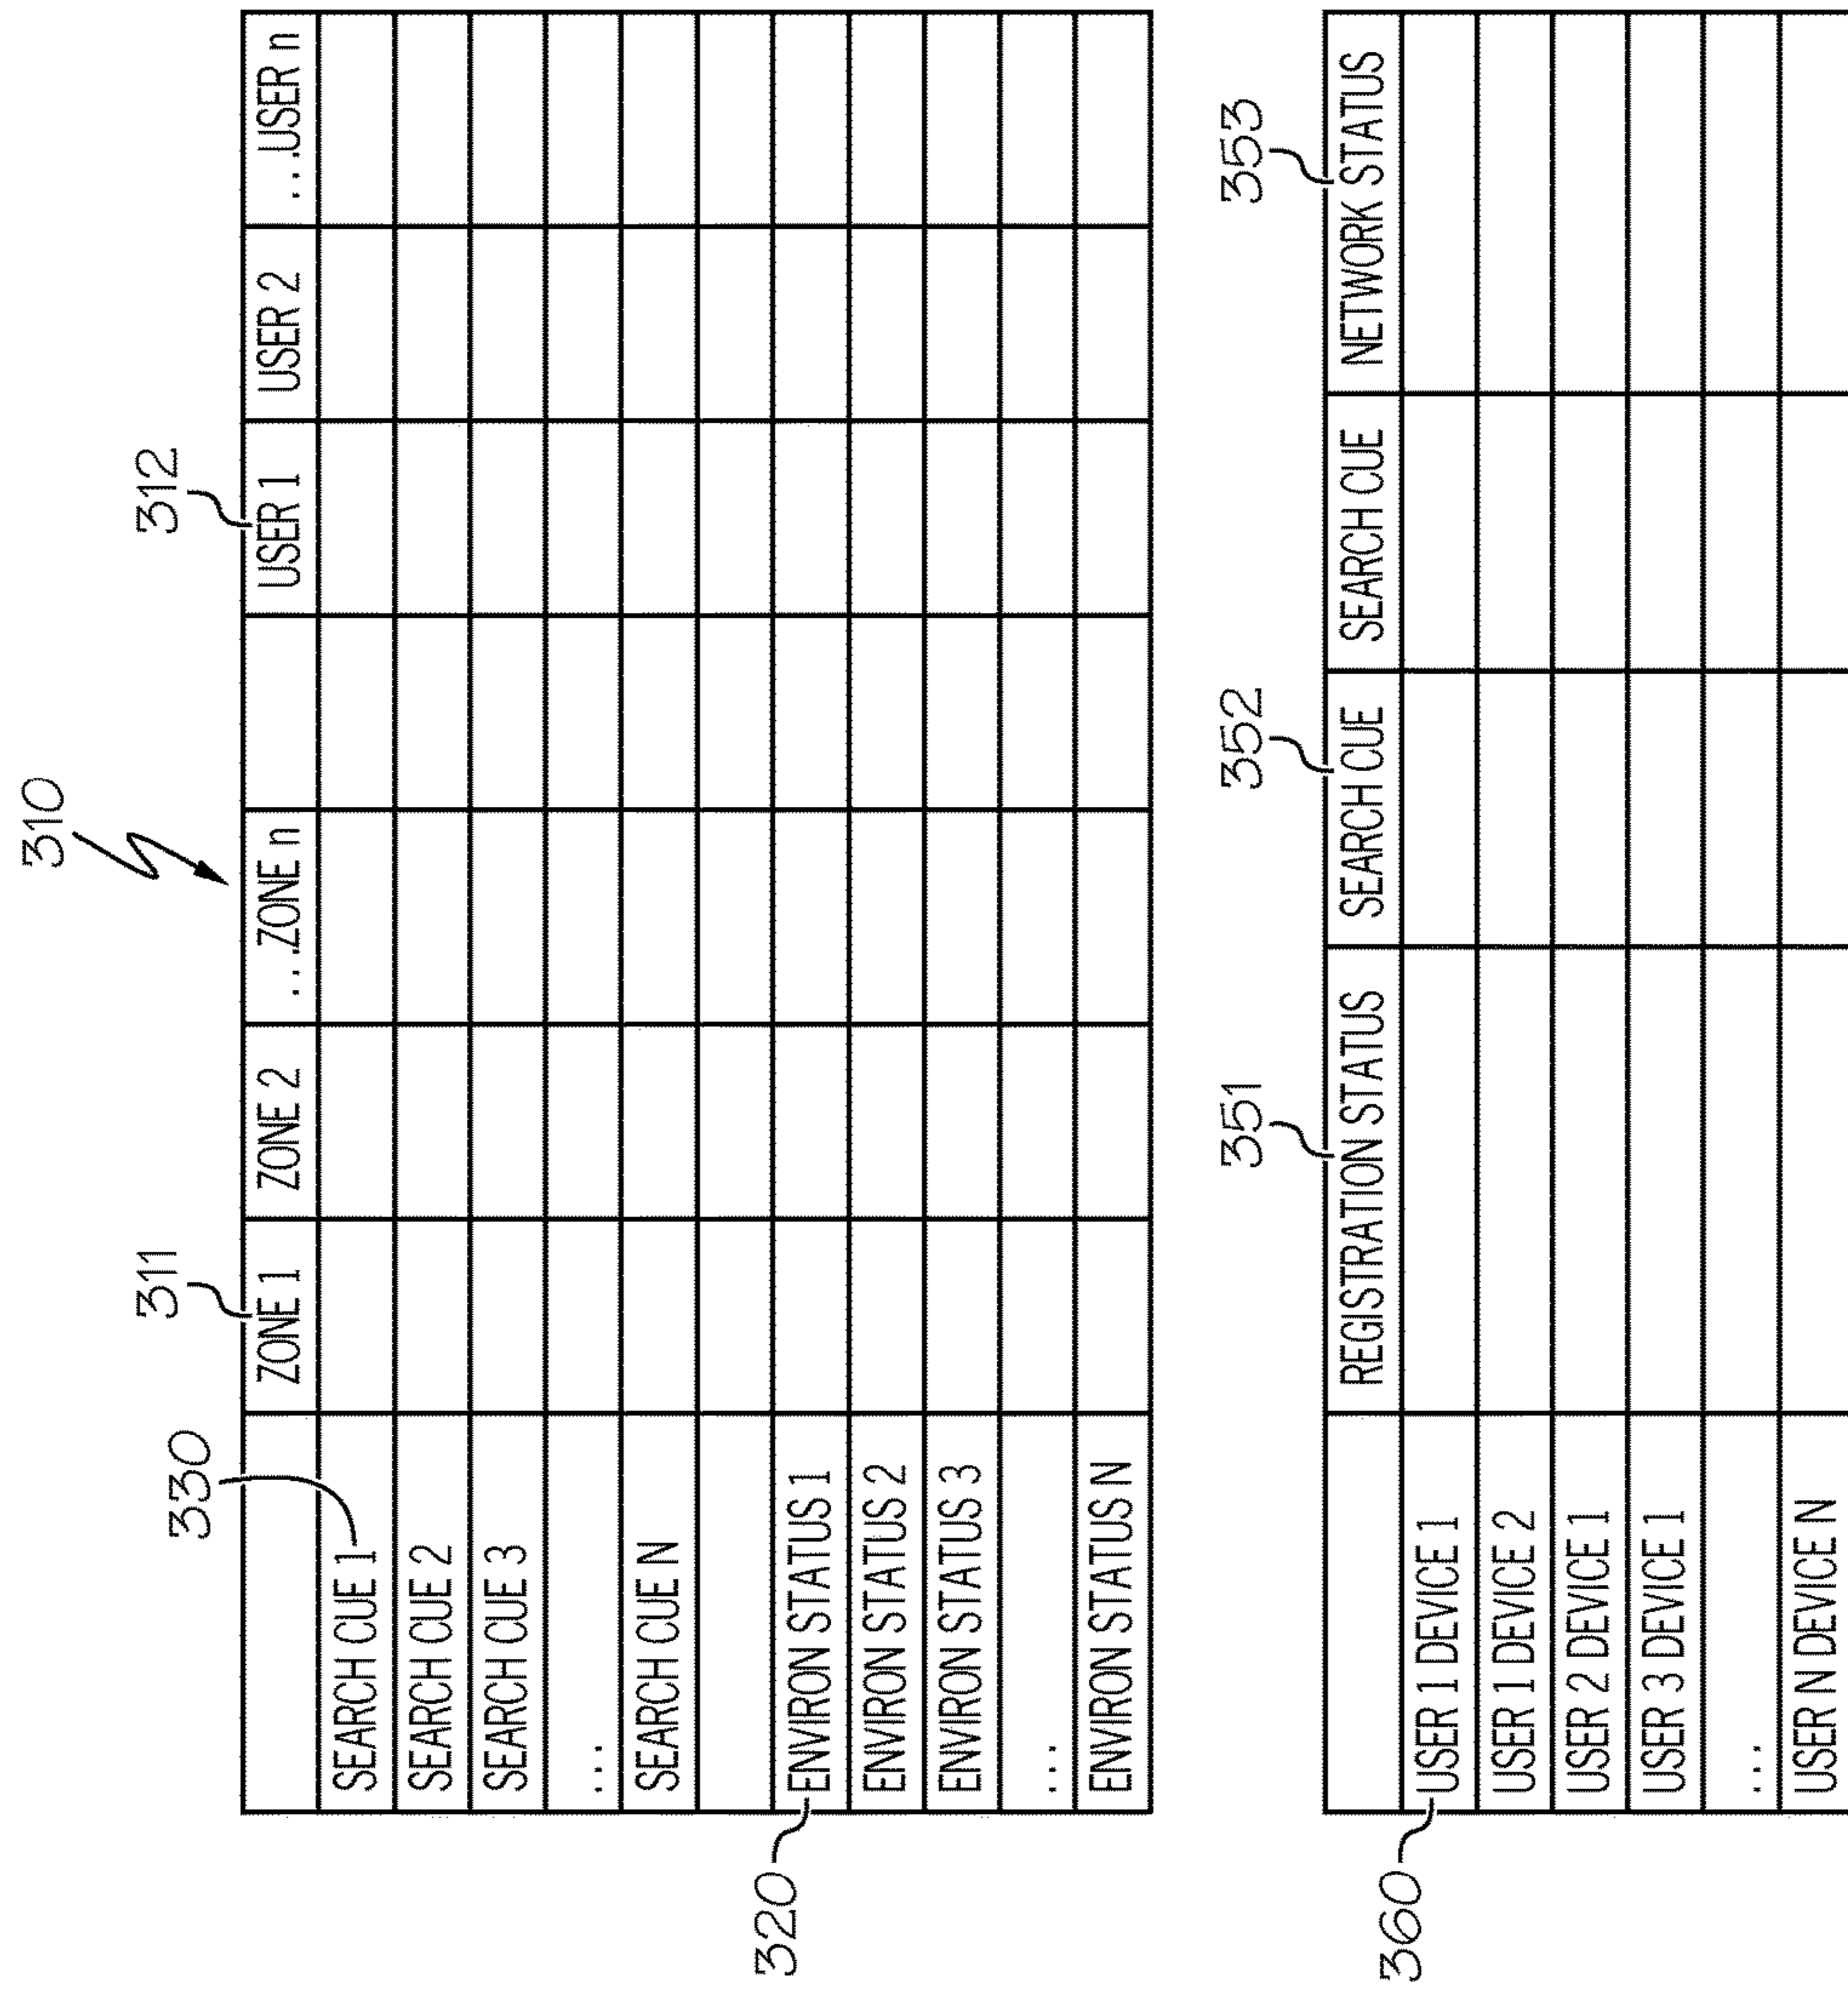 310
311
312
330
ZONE 1 ZONE 2 ...ZONE n USER 1 USER 2 ...USER n
SEARCH CUE 1
SEARCH CUE 2
SEARCH CUE 3
...
SEARCH CUE N
320
ENVIRON STATUS 1
ENVIRON STATUS 2
ENVIRON STATUS 3
...
ENVIRON STATUS N
351 352 353
REGISTRATION STATUS SEARCH CUE SEARCH CUE NETWORK STATUS
360
USER 1 DEVICE 1
USER 1 DEVICE 2
USER 2 DEVICE 1
USER 3 DEVICE 1
...
USER N DEVICE N